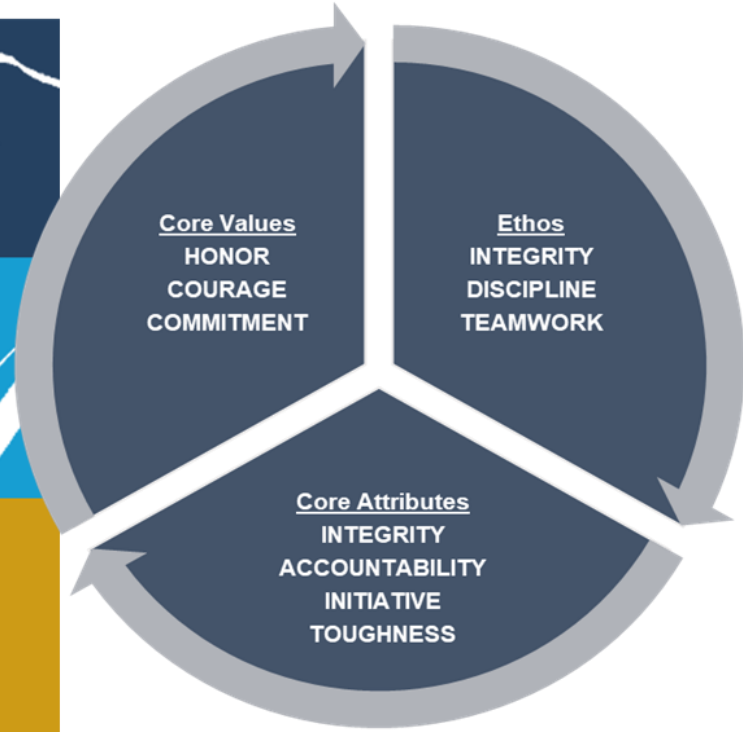 Core Values
HONOR
COURAGE
COMMITMENT
Ethos
INTEGRITY
DISCIPLINE
TEAMWORK
Core Attributes
INTEGRITY
ACCOUNTABILITY
INITIATIVE
TOUGHNESS